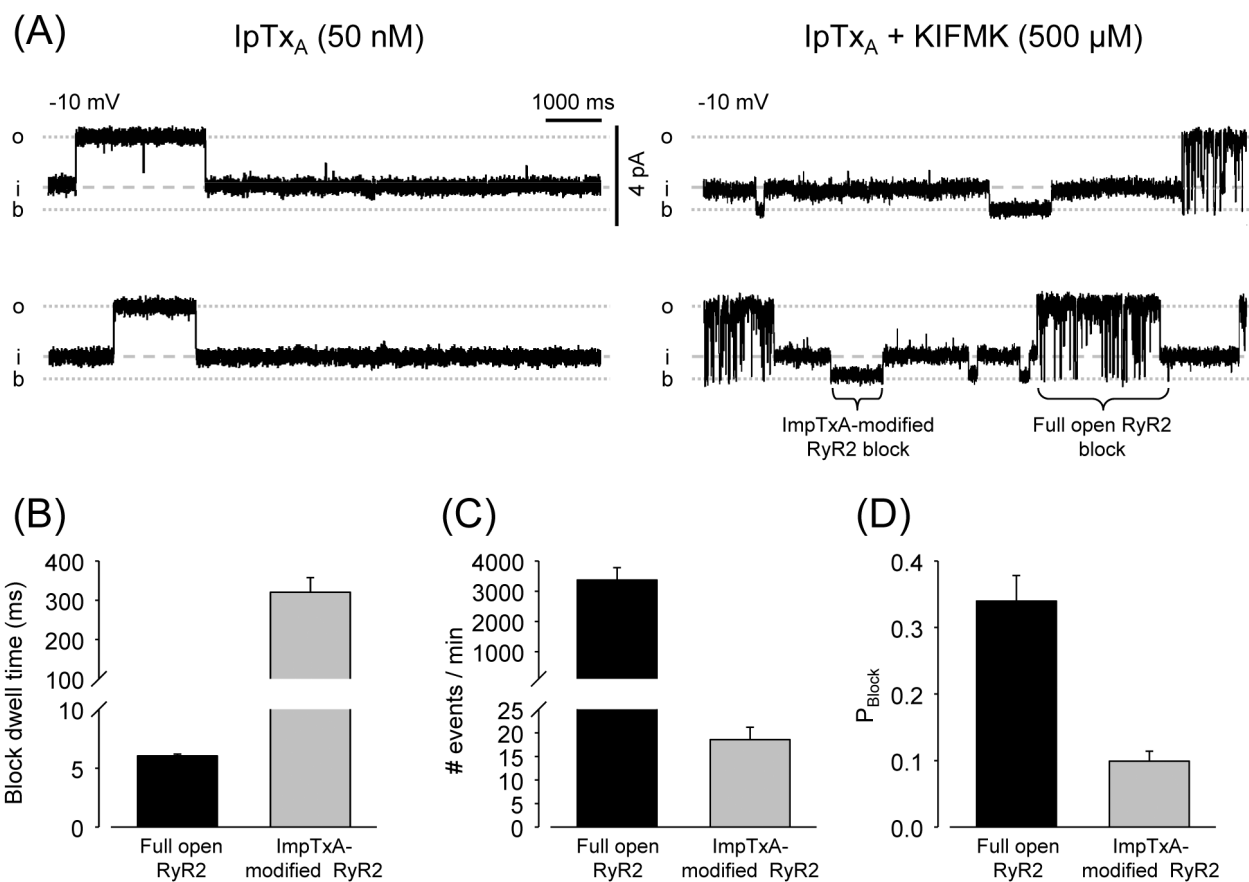 (A)
IpTxA (50 nM)
IpTxA + KIFMK (500 µM)
-10 mV
1000 ms
-10 mV
o
i
b
4 pA
o
i
b
o
i
b
o
i
b
ImpTxA-modified
RyR2 block
Full open RyR2
block
(B)
Block dwell time (ms)
400
300
200
100
10
5
0
Full open
RyR2
ImpTxA-
modified RyR2
(C)
# events / min
4000
3000
2000
1000
25
20
15
10
5
0
Full open
RyR2
ImpTxA-
modified RyR2
(D)
PBlock
0.4
0.3
0.2
0.1
0.0
Full open
RyR2
ImpTxA-
modified RyR2